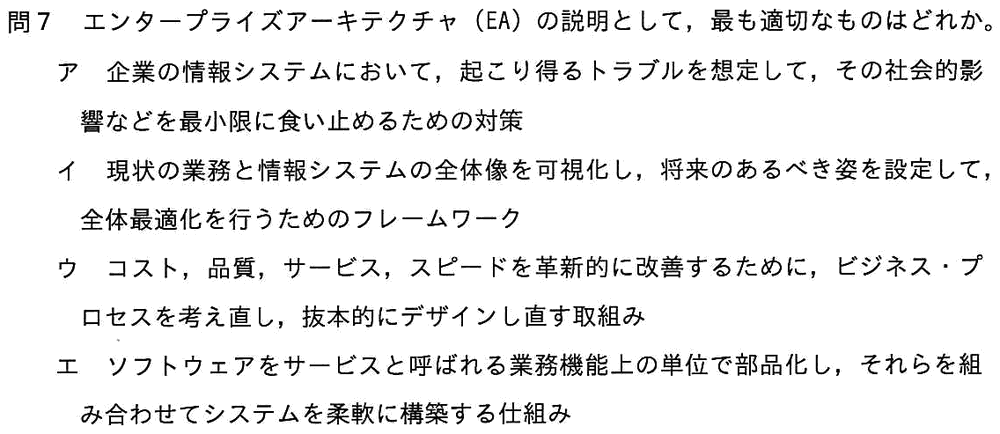 問7 エンタープライズアーキテクチャ（EA）の説明として，最も適切なものはどれか。
ア 企業の情報システムにおいて，起こり得るトラブルを想定して，その社会的影
響などを最小限に食い止めるための対策
イ 現状の業務と情報システムの全体像を可視化し，将来のあるべき姿を設定して，
全体最適化を行うためのフレームワーク
ウ コスト，品質，サービス，スピードを革新的に改善するために，ビジネス・プ
ロセスを考え直し，抜本的にデザインし直す取組み
エ ソフトウェアをサービスと呼ばれる業務機能上の単位で部品化し，それらを組
み合わせてシステムを柔軟に構築する仕組み